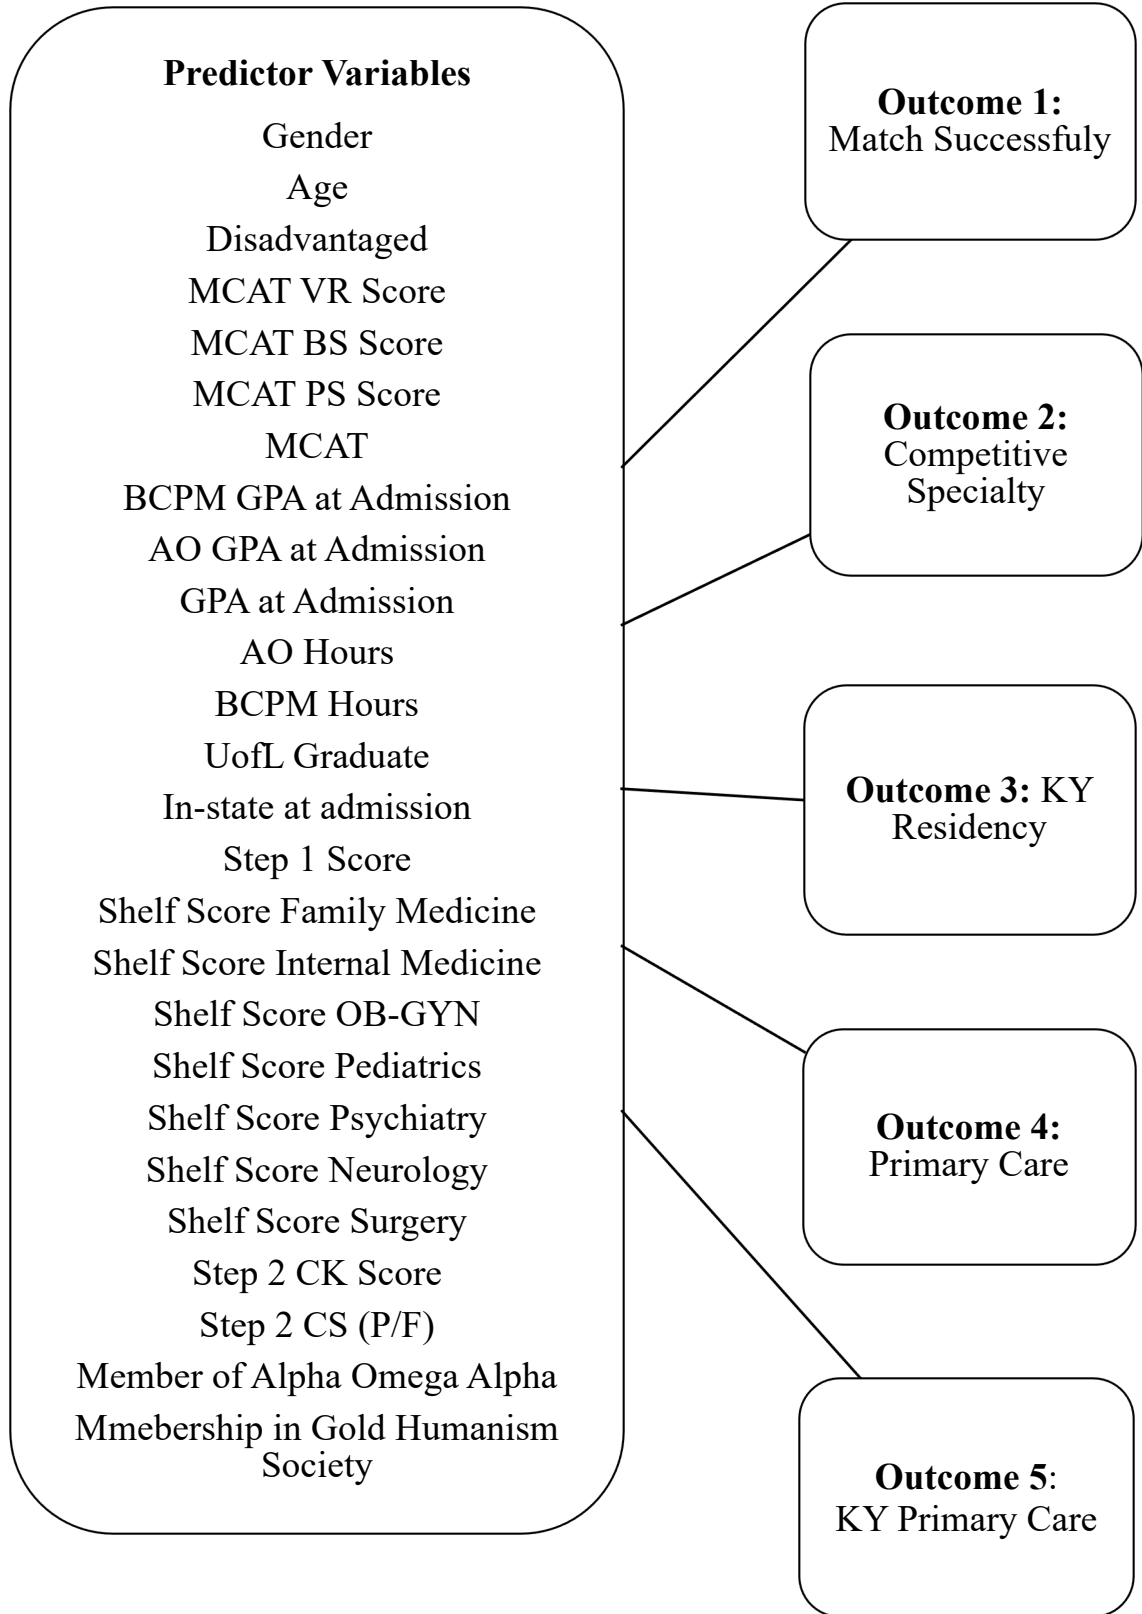 Predictor Variables
Gender
Age
Disadvantaged
MCAT VR Score
MCAT BS Score
MCAT PS Score
MCAT
BCPM GPA at Admission
AO GPA at Admission
GPA at Admission
AO Hours
BCPM Hours
UofL Graduate
In-state at admission
Step 1 Score
Shelf Score Family Medicine
Shelf Score Internal Medicine
Shelf Score OB-GYN
Shelf Score Pediatrics
Shelf Score Psychiatry
Shelf Score Neurology
Shelf Score Surgery
Step 2 CK Score
Step 2 CS (P/F)
Member of Alpha Omega Alpha
Mmebership in Gold Humanism
Society
Outcome 1:
Match Successfuly
Outcome 2:
Competitive
Specialty
Outcome 3: KY
Residency
Outcome 4:
Primary Care
Outcome 5:
KY Primary Care